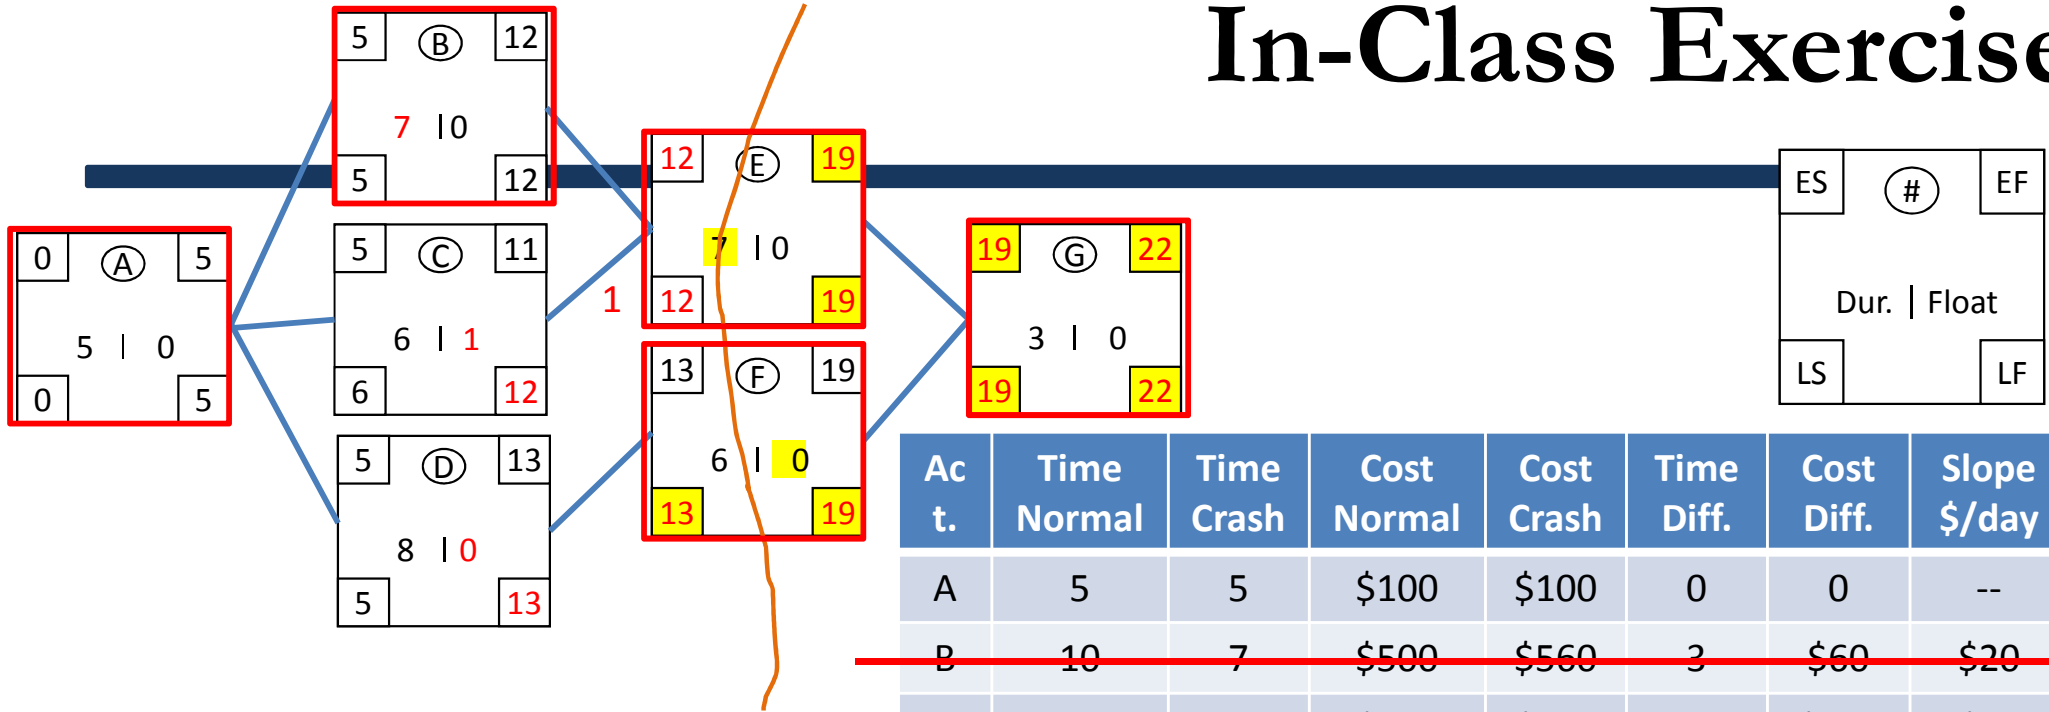 In-Class Exercise
5 B 12
7 | 0
5 12
0 A 5
5 | 0
0 5
5 C 11
6 | 1
6 12
5 D 13
8 | 0
5 13
1
12 E 19
7 | 0
12 19
13 F 19
6 | 0
13 19
19 G 22
3 | 0
19 22
ES # EF
Dur. | Float
LS LF
Ac Time Time Cost Cost Time Cost Slope
t. Normal Crash Normal Crash Diff. Diff. $/day
A 5 5 $100 $100 0 0 --
B 10 7 $500 $560 3 $60 $20